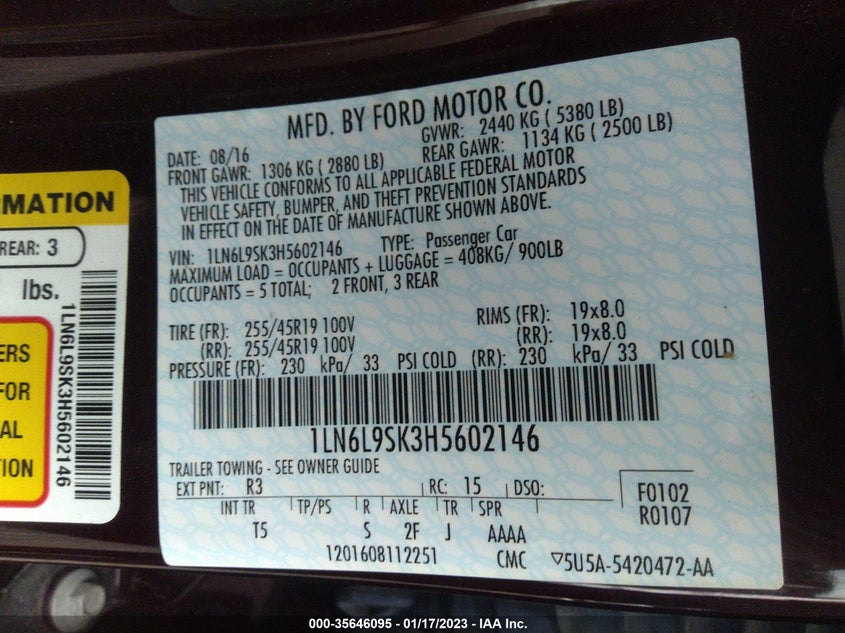 MFD. BY FORD MOTOR CO.
DATE: 08/16 GVWR: 2440 KG ( 5380 LB)
FRONT GAWR: 1306 KG ( 2880 LB) REAR GAWR: 1134 KG ( 2500 LB)
THIS VEHICLE CONFORMS TO ALL APPLICABLE FEDERAL MOTOR
VEHICLE SAFETY, BUMPER, AND THEFT PREVENTION STANDARDS
IN EFFECT ON THE DATE OF MANUFACTURE SHOWN ABOVE.
VIN: 1LN6L9SK3H5602146 TYPE: Passenger Car
MAXIMUM LOAD = OCCUPANTS + LUGGAGE = 408KG/ 900LB
OCCUPANTS = 5 TOTAL; 2 FRONT, 3 REAR
TIRE (FR): 255/45R19 100V RIMS (FR): 19x8.0
(RR): 255/45R19 100V (RR): 19x8.0
PRESSURE (FR): 230 kPa/ 33 PSI COLD (RR): 230 kPa/ 33 PSI COLD
1LN6L9SK3H5602146
TRAILER TOWING - SEE OWNER GUIDE
EXT PNT: R3 RC: 15 DSO: F0102
INT TR TP/PS R AXLE TR SPR R0107
T5 S 2F J AAAA
1201608112251 CMC ▽5U5A-5420472-AA
RMATION
REAR: 3
lbs.
1LN6L9SK3H5602146
ERS
FOR
AL
TION
000-35646095 - 01/17/2023 - IAA Inc.